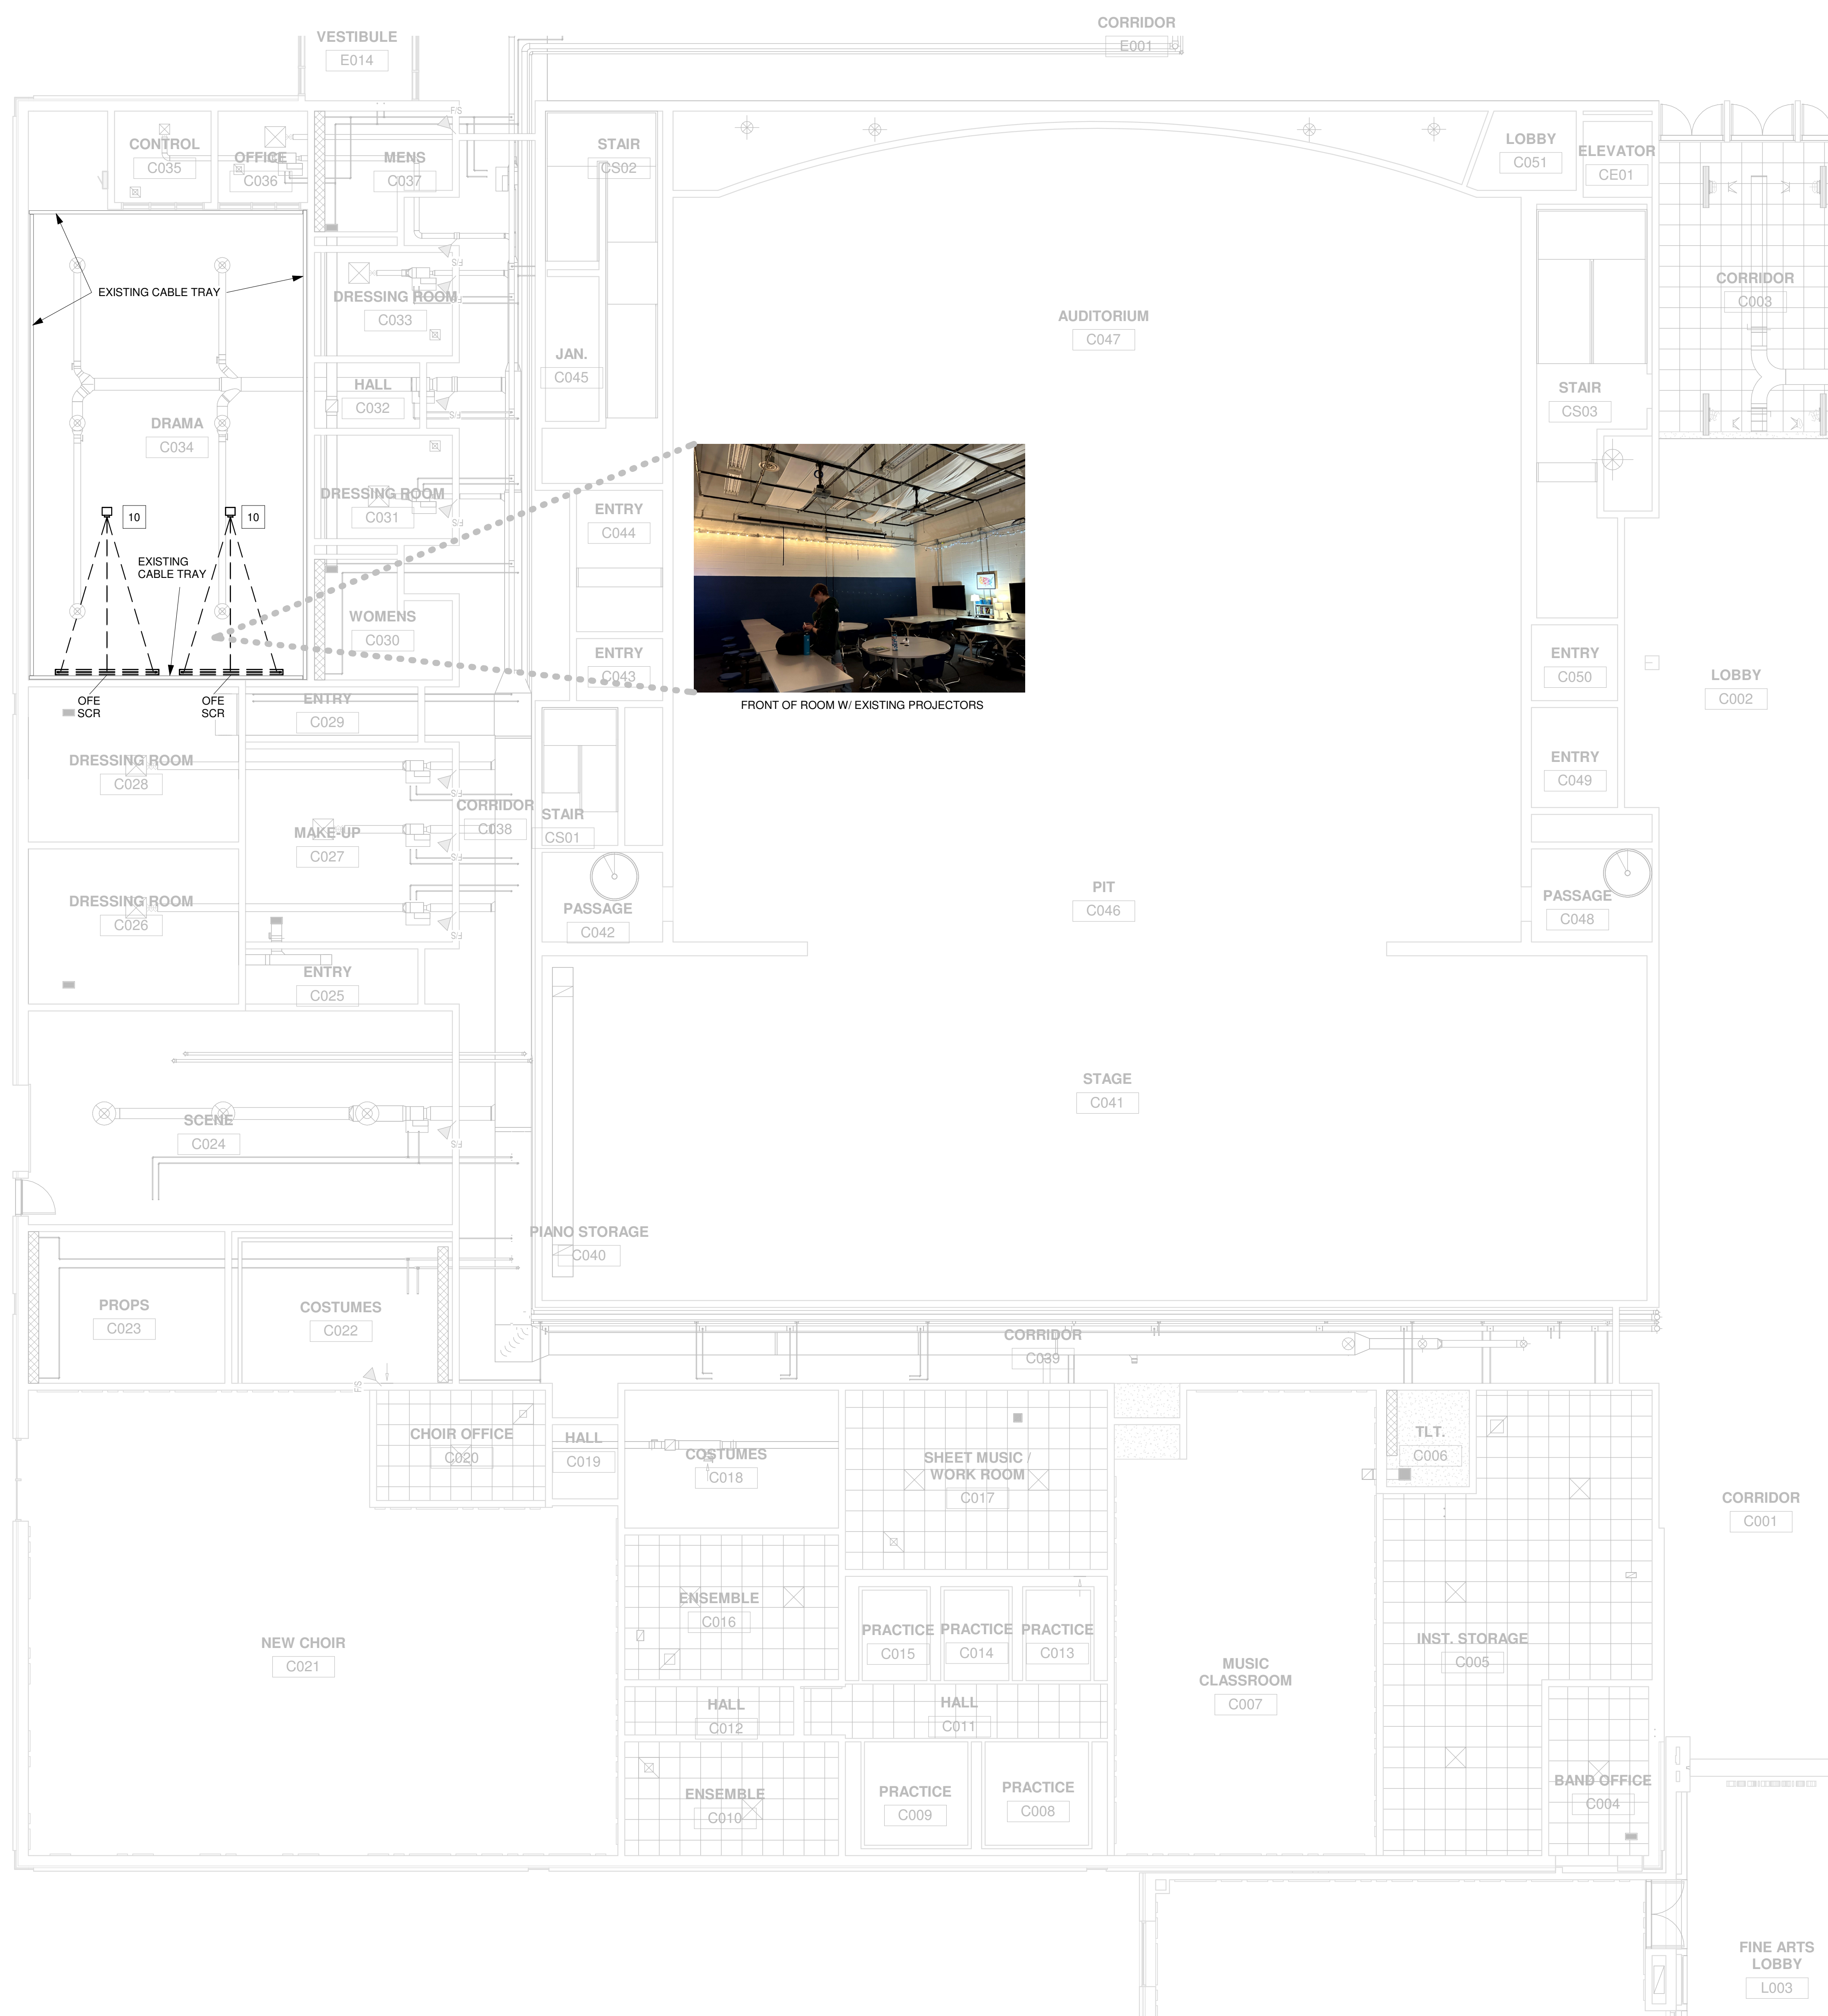 CORRIDOR
E001
VESTIBULE
E014
F/S
CONTROL
C035
OFFICE
C036
MENS
C037
STAIR
CS02
LOBBY
C051
ELEVATOR
CE01
F/S
EXISTING CABLE TRAY
DRESSING ROOM
C033
F/S
CORRIDOR
C003
AUDITORIUM
C047
JAN.
C045
HALL
C032
F/S
STAIR
CS03
DRAMA
C034
DRESSING ROOM
C031
F/S
10
10
ENTRY
C044
EXISTING
CABLE TRAY
WOMENS
C030
ENTRY
C043
ENTRY
C050
LOBBY
C002
OFE
SCR
OFE
SCR
ENTRY
C029
FRONT OF ROOM W/ EXISTING PROJECTORS
DRESSING ROOM
C028
F/S
ENTRY
C049
CORRIDOR
C038
STAIR
CS01
MAKE-UP
C027
F/S
DRESSING ROOM
C026
F/S
PASSAGE
C042
PIT
C046
PASSAGE
C048
ENTRY
C025
STAGE
C041
SCENE
C024
F/S
PIANO STORAGE
C040
PROPS
C023
COSTUMES
C022
CORRIDOR
C039
F/S
CHOIR OFFICE
C020
HALL
C019
COSTUMES
C018
SHEET MUSIC /
WORK ROOM
C017
TLT.
C006
CORRIDOR
C001
ENSEMBLE
C016
PRACTICE
C015
PRACTICE
C014
PRACTICE
C013
NEW CHOIR
C021
INST. STORAGE
C005
MUSIC
CLASSROOM
C007
HALL
C012
HALL
C011
ENSEMBLE
C010
PRACTICE
C009
PRACTICE
C008
BAND OFFICE
C004
FINE ARTS
LOBBY
L003